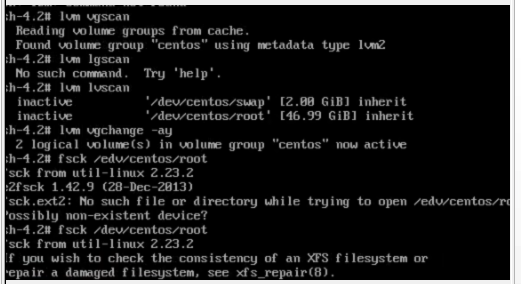 :h-4.2# lvm vgscan
Reading volume groups from cache.
Found volume group "centos" using metadata type lvm2
:h-4.2# lvm lgscan
No such command. Try 'help'.
:h-4.2# lvm lvscan
inactive '/dev/centos/swap' [2.00 GiB] inherit
inactive '/dev/centos/root' [46.99 GiB] inherit
:h-4.2# lvm vgchange -ay
2 logical volume(s) in volume group "centos" now active
:h-4.2# fsck /edv/centos/root
sck from util-linux 2.23.2
2fsck 1.42.9 (28-Dec-2013)
sck.ext2: No such file or directory while trying to open /edv/centos/ro
ossibly non-existent device?
:h-4.2# fsck /dev/centos/root
sck from util-linux 2.23.2
f you wish to check the consistency of an XFS filesystem or
epair a damaged filesystem, see xfs_repair(8).